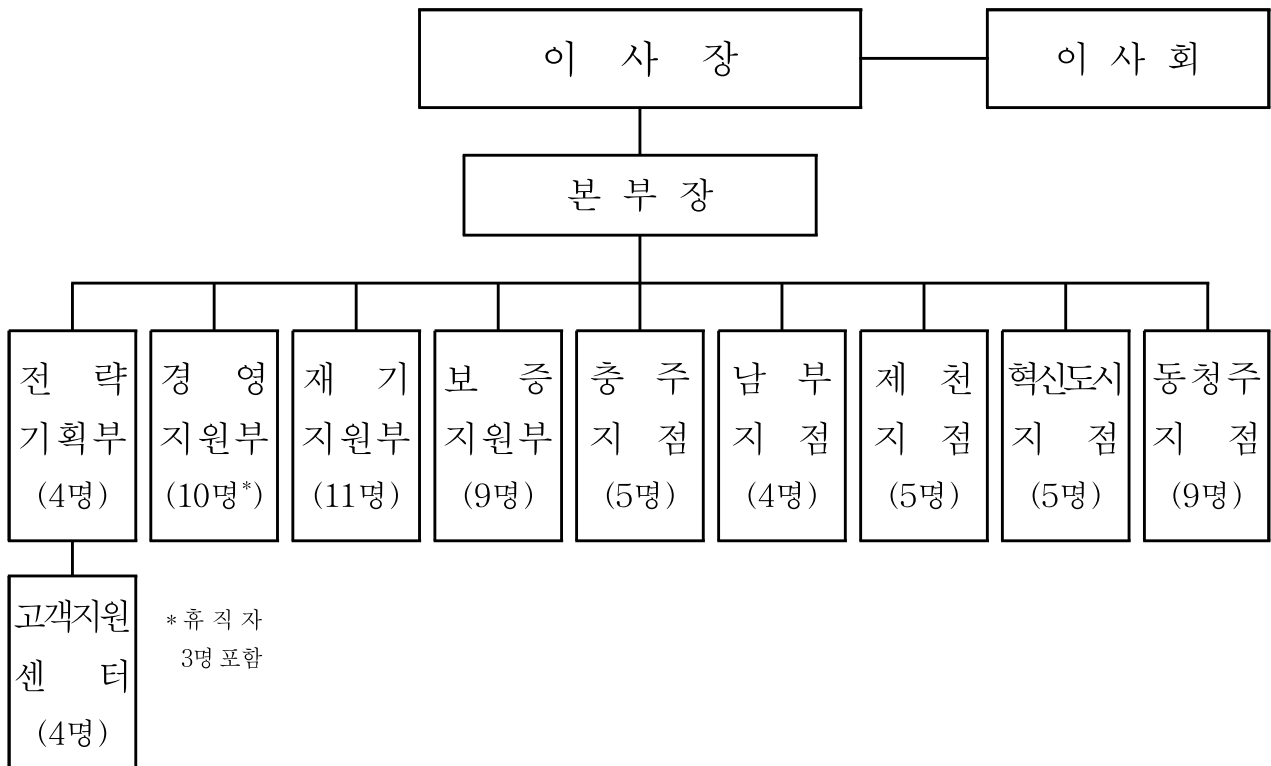 이 사 장
이 사 회
본 부 장
전 략
기획부
(4명)
경 영
지원부
(10명*)
재 기
지원부
(11명)
보 증
지원부
(9명)
충 주
지 점
(5명)
남 부
지 점
(4명)
제 천
지 점
(5명)
혁신도시
지 점
(5명)
동청주
지 점
(9명)
고객지원
센 터
(4명)
* 휴 직 자
3명 포함